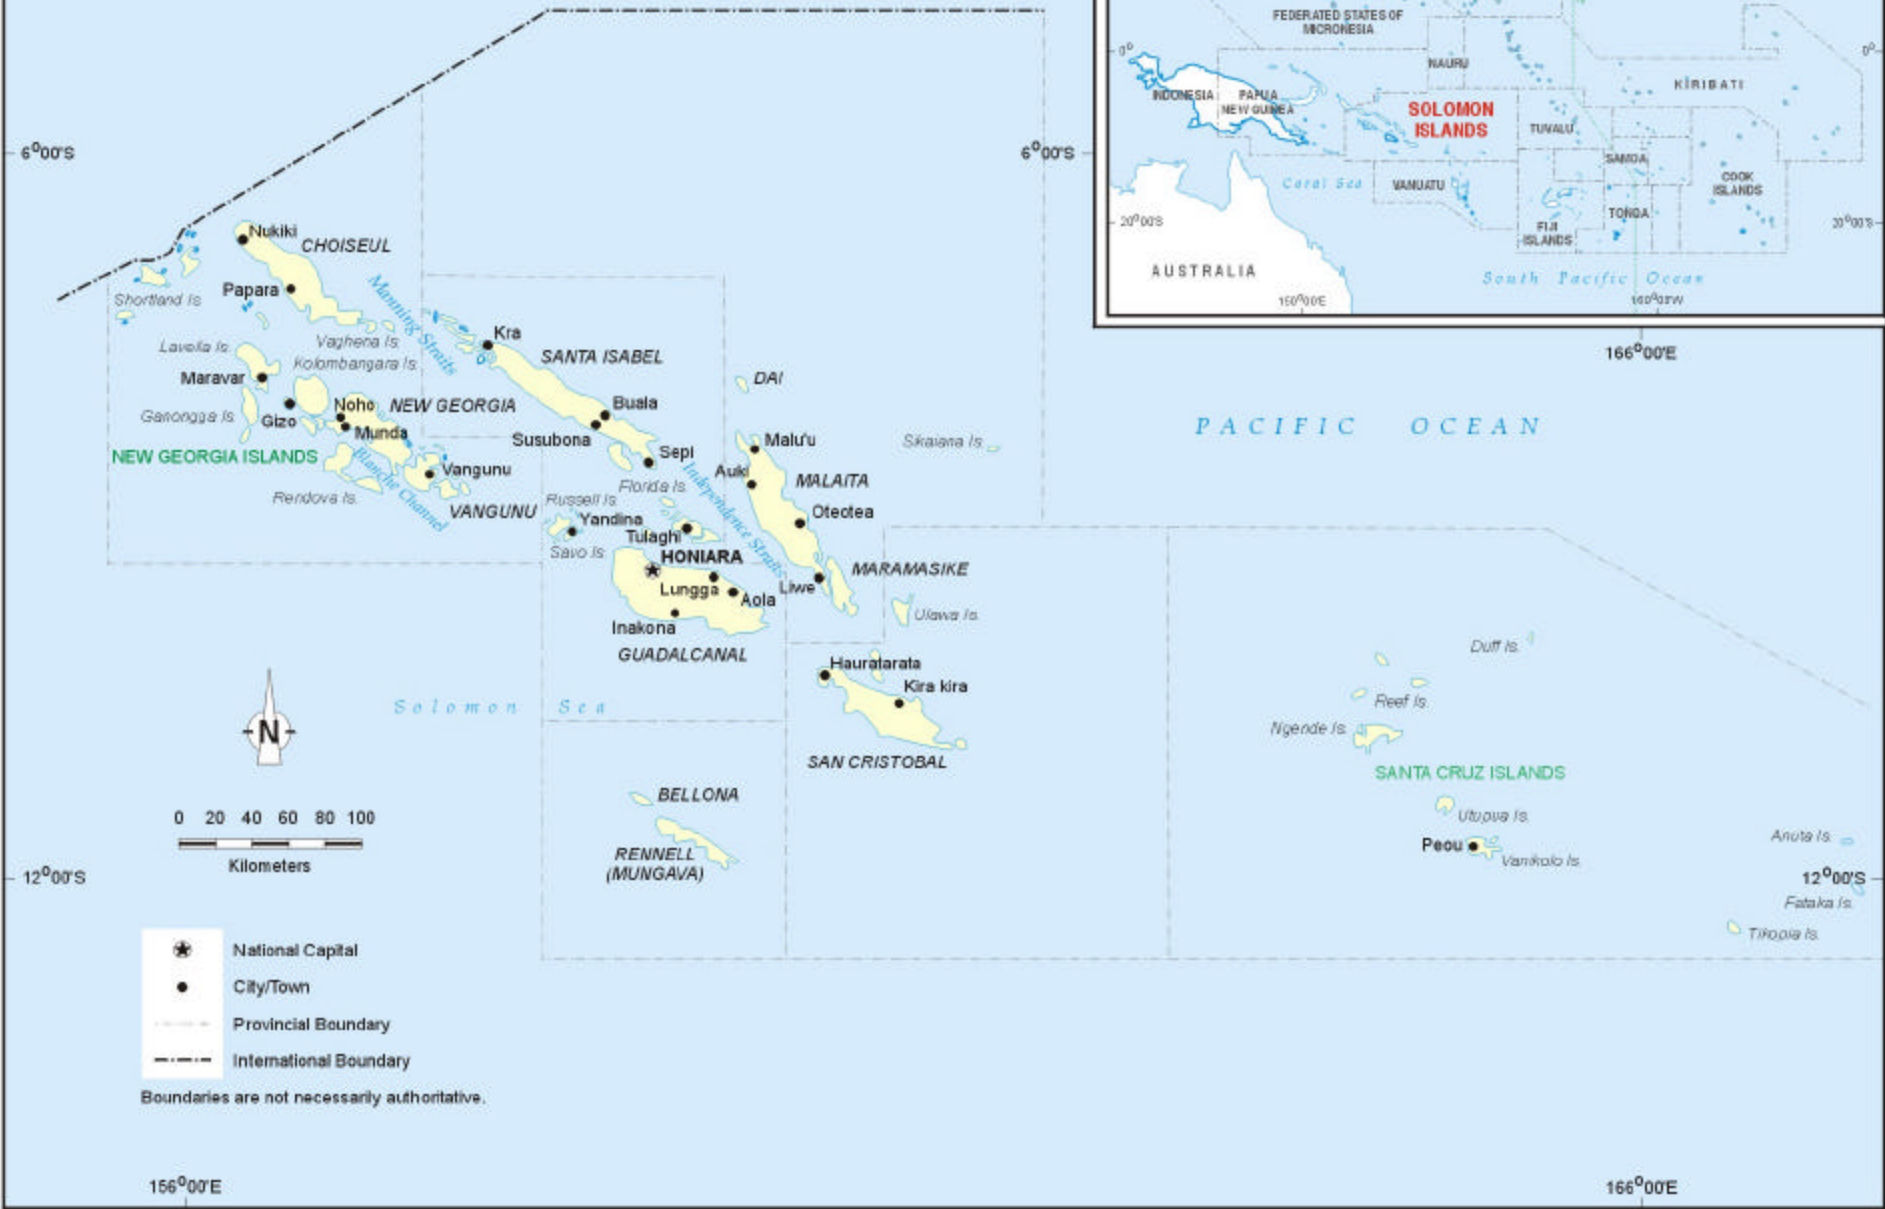 FEDERATED STATES OF
MICRONESIA
0°
0°
NAURU
KIRIBATI
INDONESIA
PAPUA
NEW GUINEA
SOLOMON
ISLANDS
TUVALU
SAMOA
COOK
ISLANDS
Coral Sea
VANUATU
TONGA
FIJI
ISLANDS
20°00'S
20°00'S
AUSTRALIA
South Pacific Ocean
150°00'E
160°00'W
6°00'S
6°00'S
166°00'E
Nukiki
CHOISEUL
Papara
Shortland Is.
Manning Straits
Vaghena Is.
Lavella Is.
Kolombangara Is.
Kra
SANTA ISABEL
Maravar
DAI
Ganongga Is.
Gizo
Noho
NEW GEORGIA
Buala
Munda
Susubona
PACIFIC OCEAN
Malu'u
Sikaiana Is.
NEW GEORGIA ISLANDS
Blanche Channel
Sepi
Vangunu
Auki
MALAITA
Florida Is.
Independence Straits
Rendova Is.
VANGUNU
Russell Is.
Yandina
Oteotea
Tulaghi
Savo Is.
HONIARA
MARAMASIKE
Lungga
Aola
Liwe
Ulawa Is.
Inakona
GUADALCANAL
Hauratarata
Kira kira
Duff Is.
Solomon Sea
Reef Is.
Ngende Is.
N
SAN CRISTOBAL
SANTA CRUZ ISLANDS
BELLONA
0 20 40 60 80 100
Kilometers
Utupua Is.
RENNELL
(MUNGAVA)
Peou
Vanikolo Is.
Anuta Is.
12°00'S
12°00'S
Fataka Is.
Tikopia Is.
National Capital
City/Town
Provincial Boundary
International Boundary
Boundaries are not necessarily authoritative.
156°00'E
166°00'E